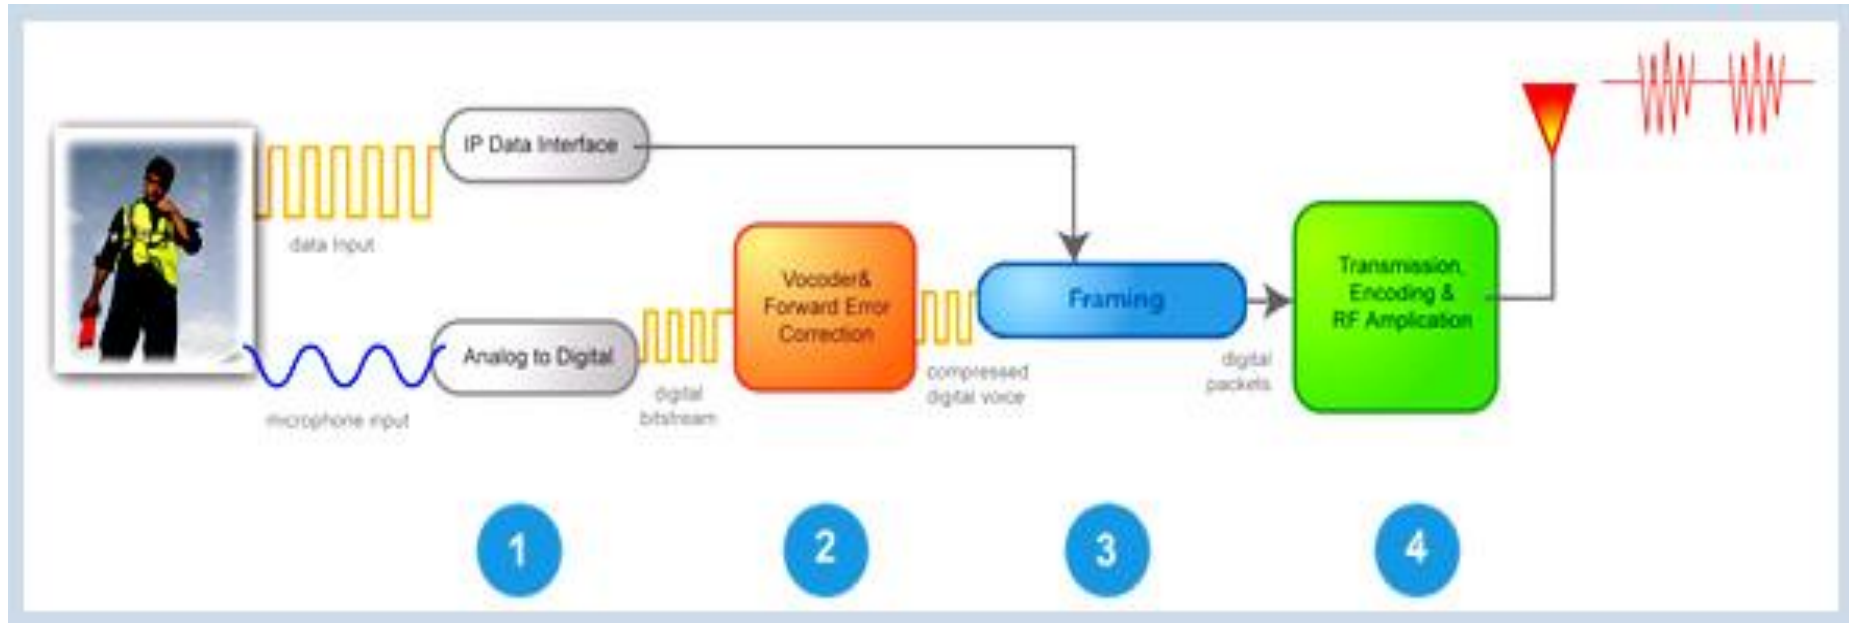 IP Data Interface
data input
Vocoder&
Forward Error
Correction
Framing
Transmission,
Encoding &
RF Amplication
Analog to Digital
microphone input
digital
bitstream
compressed
digital voice
digital
packets
1
2
3
4